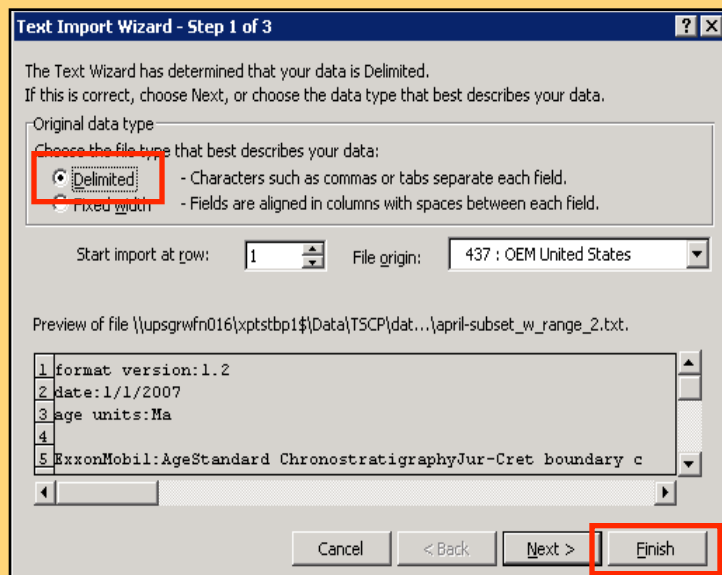 Text Import Wizard - Step 1 of 3
The Text Wizard has determined that your data is Delimited.
If this is correct, choose Next, or choose the data type that best describes your data.
Original data type
Choose the file type that best describes your data:
Delimited - Characters such as commas or tabs separate each field.
Fixed width - Fields are aligned in columns with spaces between each field.
Start import at row: 1 File origin: 437 : OEM United States
Preview of file \\upsgrwfn016\xptstbp1$\Data\TSCP\dat...\april-subset_w_range_2.txt.
1 format version:1.2
2 date:1/1/2007
3 age units:Ma
4
5 ExxonMobil:AgeStandard ChronostratigraphyJur-Cret boundary c
Cancel < Back Next > Finish